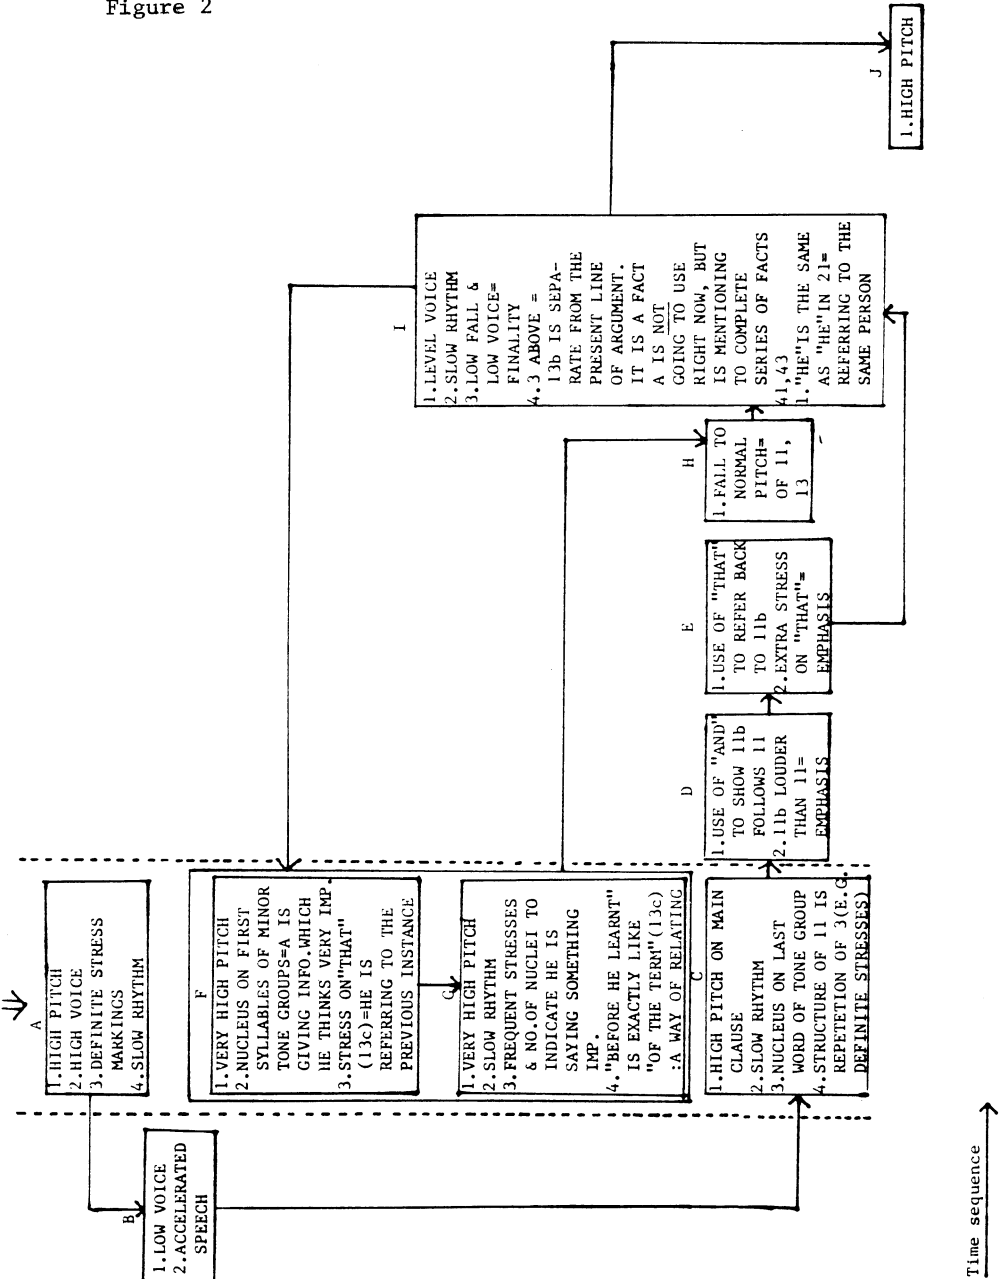 Figure 2
A
1.HIGH PITCH
2.HIGH VOICE
3.DEFINITE STRESS
MARKINGS
4.SLOW RHYTHM
B
1.LOW VOICE
2.ACCELERATED
SPEECH
F
1.VERY HIGH PITCH
2.NUCLEUS ON FIRST
SYLLABLES OF MINOR
TONE GROUPS=A IS
GIVING INFO.WHICH
HE THINKS VERY IMP.
3.STRESS ON"THAT"
(13c)=HE IS
REFERRING TO THE
PREVIOUS INSTANCE
G
1.VERY HIGH PITCH
2.SLOW RHYTHM
3.FREQUENT STRESSES
& NO.OF NUCLEI TO
INDICATE HE IS
SAYING SOMETHING
IMP.
4."BEFORE HE LEARNT"
IS EXACTLY LIKE
"OF THE TERM"(13c)
:A WAY OF RELATING
C
1.HIGH PITCH ON MAIN
CLAUSE
2.SLOW RHYTHM
3.NUCLEUS ON LAST
WORD OF TONE GROUP
4.STRUCTURE OF 11 IS
REPETETION OF 3(E.G.
DEFINITE STRESSES)
D
1.USE OF "AND"
TO SHOW 11b
FOLLOWS 11
2.11b LOUDER
THAN 11=
EMPHASIS
E
1.USE OF "THAT"
TO REFER BACK
TO 11b
2.EXTRA STRESS
ON "THAT"=
EMPHASIS
H
1.FALL TO
NORMAL
PITCH=
OF 11,
13
I
1.LEVEL VOICE
2.SLOW RHYTHM
3.LOW FALL &
LOW VOICE=
FINALITY
4.3 ABOVE =
13b IS SEPA-
RATE FROM THE
PRESENT LINE
OF ARGUMENT.
IT IS A FACT
A IS NOT
GOING TO USE
RIGHT NOW, BUT
IS MENTIONING
TO COMPLETE
SERIES OF FACTS
41,43
1."HE"IS THE SAME
AS "HE"IN 21=
REFERRING TO THE
SAME PERSON
J
1.HIGH PITCH
Time sequence